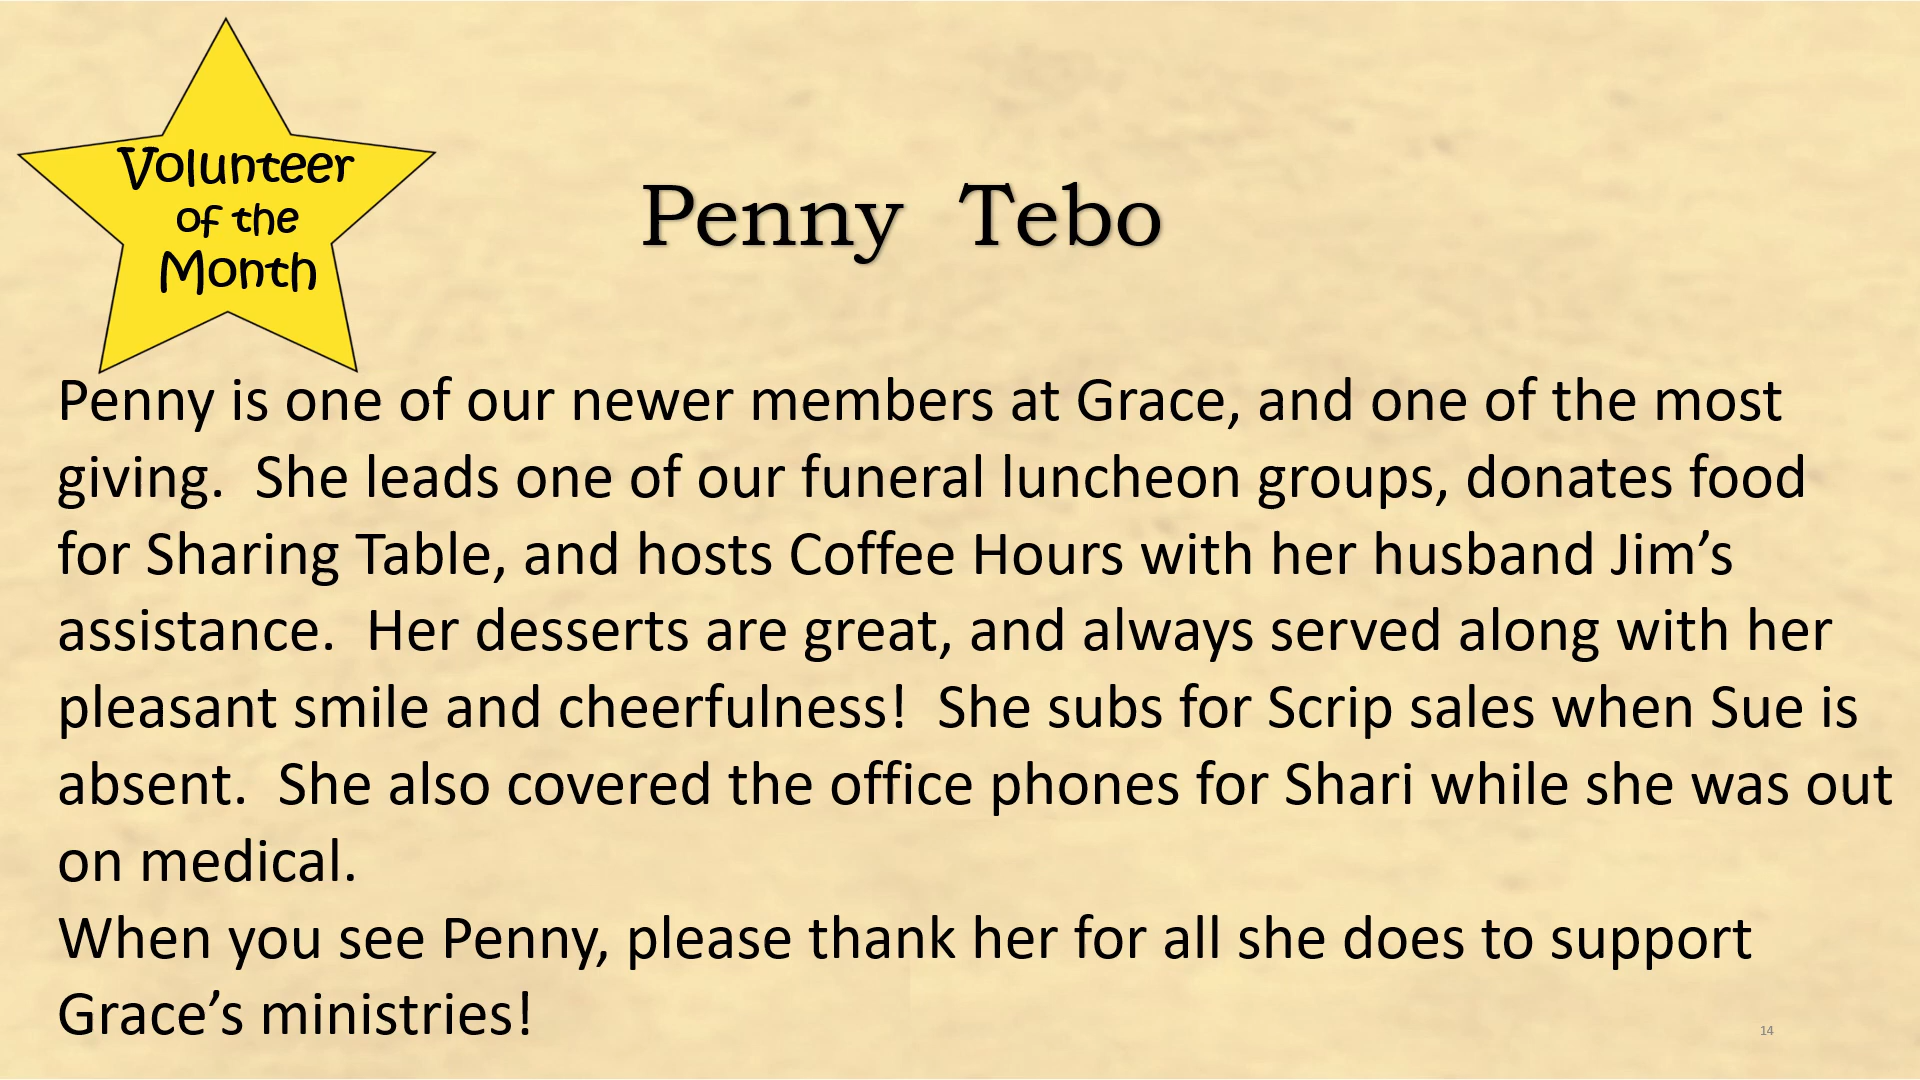 Volunteer
of the
Month
Penny  Tebo
Penny is one of our newer members at Grace, and one of the most
giving.  She leads one of our funeral luncheon groups, donates food
for Sharing Table, and hosts Coffee Hours with her husband Jim’s
assistance.  Her desserts are great, and always served along with her
pleasant smile and cheerfulness!  She subs for Scrip sales when Sue is
absent.  She also covered the office phones for Shari while she was out
on medical.
When you see Penny, please thank her for all she does to support
Grace’s ministries!
14